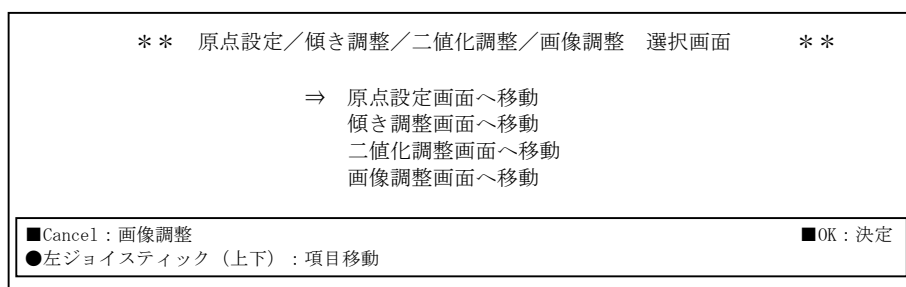 ＊＊　原点設定／傾き調整／二値化調整／画像調整　選択画面　　　＊＊
⇒　原点設定画面へ移動
傾き調整画面へ移動
二値化調整画面へ移動
画像調整画面へ移動
■Cancel：画像調整　■OK：決定
●左ジョイスティック（上下）：項目移動